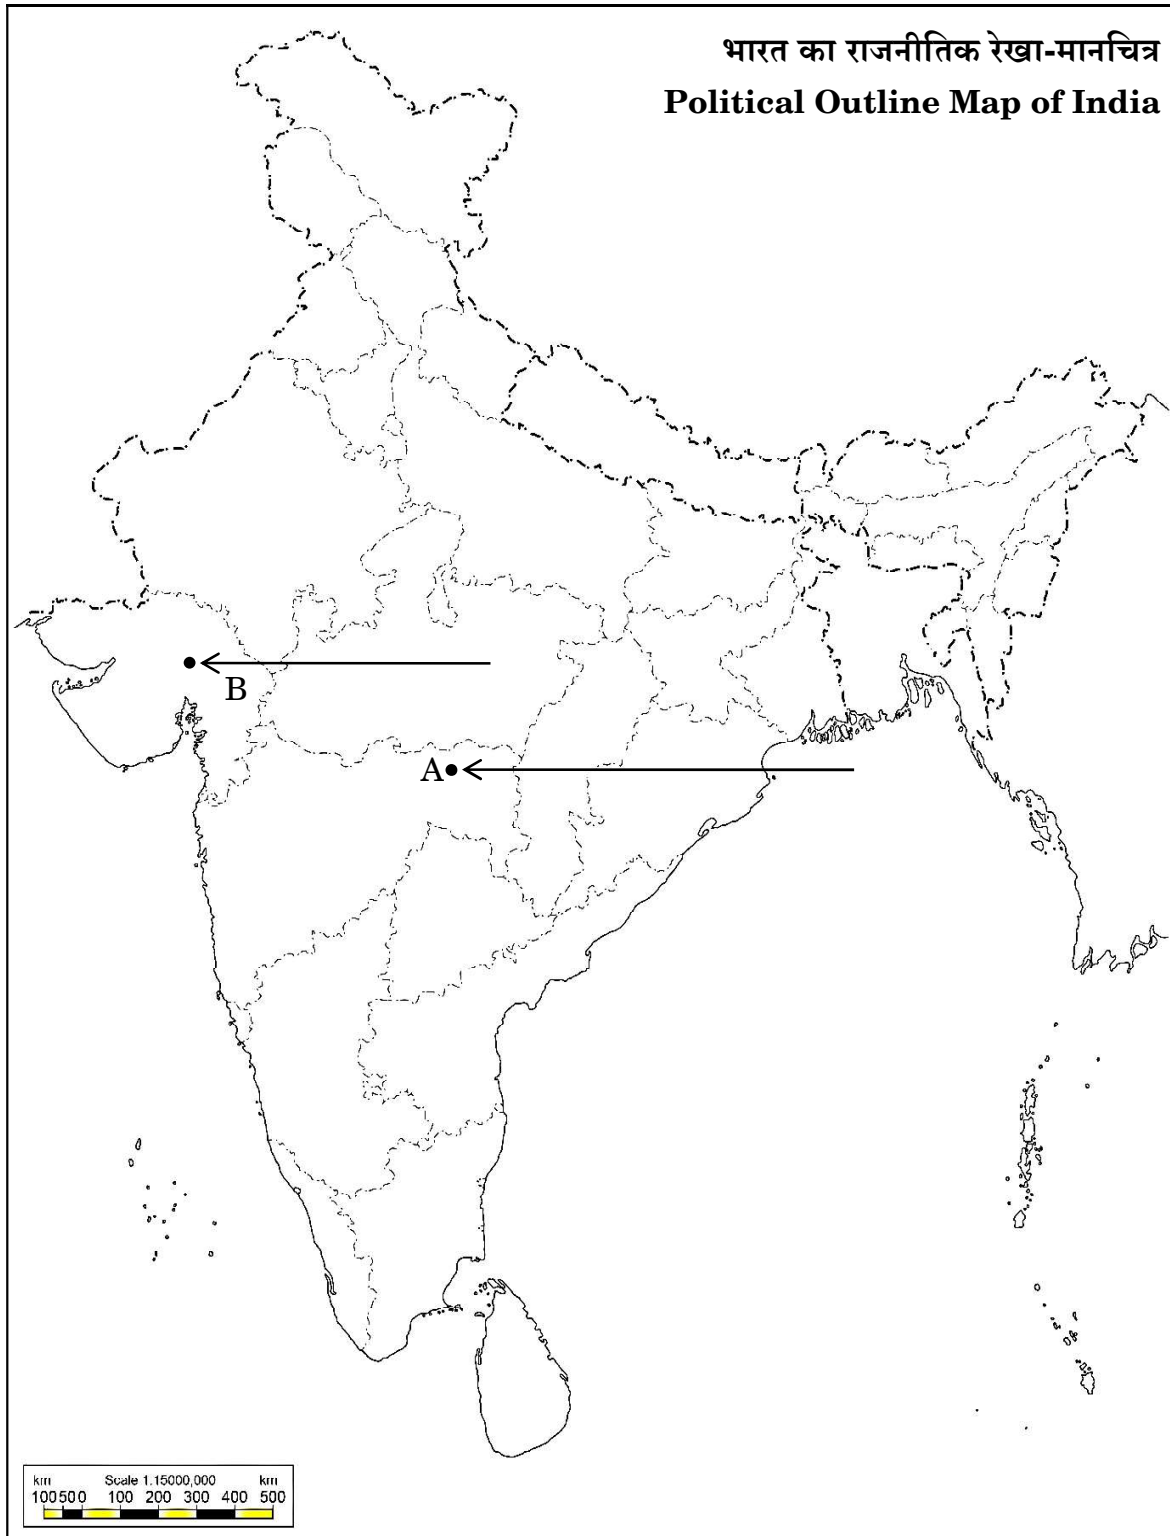 भारत का राजनीतिक रेखा-मानचित्र
Political Outline Map of India
B
A
km Scale 1:15000,000 km
100500 100 200 300 400 500